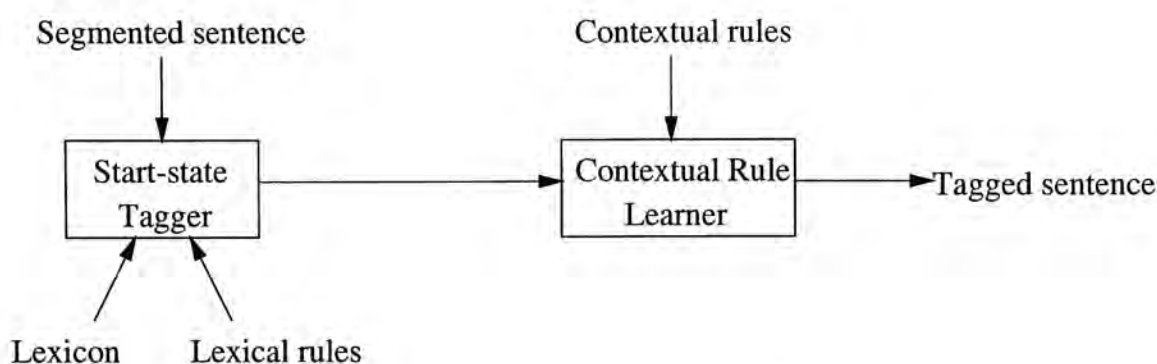 Segmented sentence
Contextual rules
Start-state
Tagger
Contextual Rule
Learner
Tagged sentence
Lexicon
Lexical rules